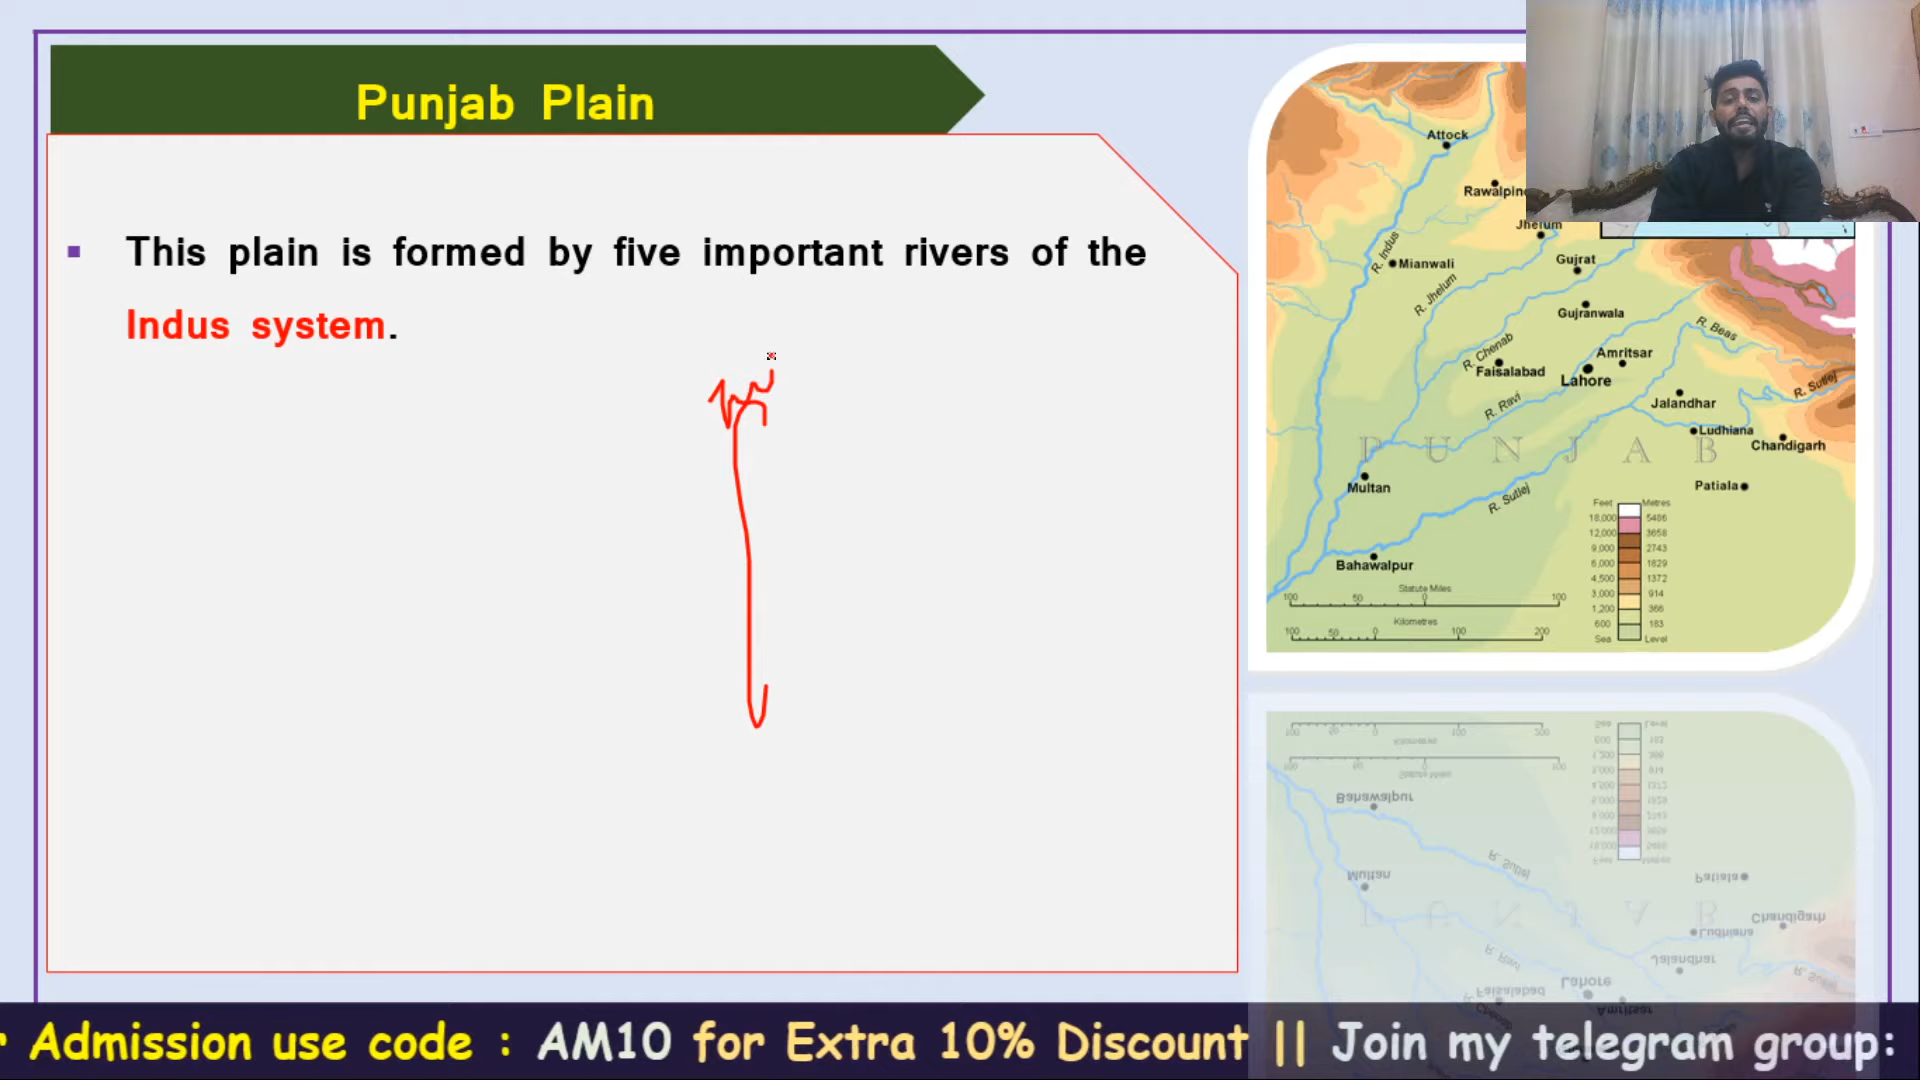 Punjab Plain
▪ This plain is formed by five important rivers of the
Indus system.
Attock
Jhelum
R. Indus
Mianwali
Gujrat
R. Jhelum
Gujranwala
R. Beas
R. Chenab
Amritsar
Faisalabad
Lahore
R. Sutlej
R. Ravi
Jalandhar
Ludhiana
Chandigarh
PUNJAB
Multan
Patiala
R. Sutlej
Feet Metres
18,000 5486
12,000 3658
9,000 2743
6,000 1829
4,500 1372
3,000 914
1,200 366
600 183
Sea Level
Bahawalpur
Statute Miles
100 50 0 100
Kilometres
100 50 0 100 200
Admission use code : AM10 for Extra 10% Discount || Join my telegram group: